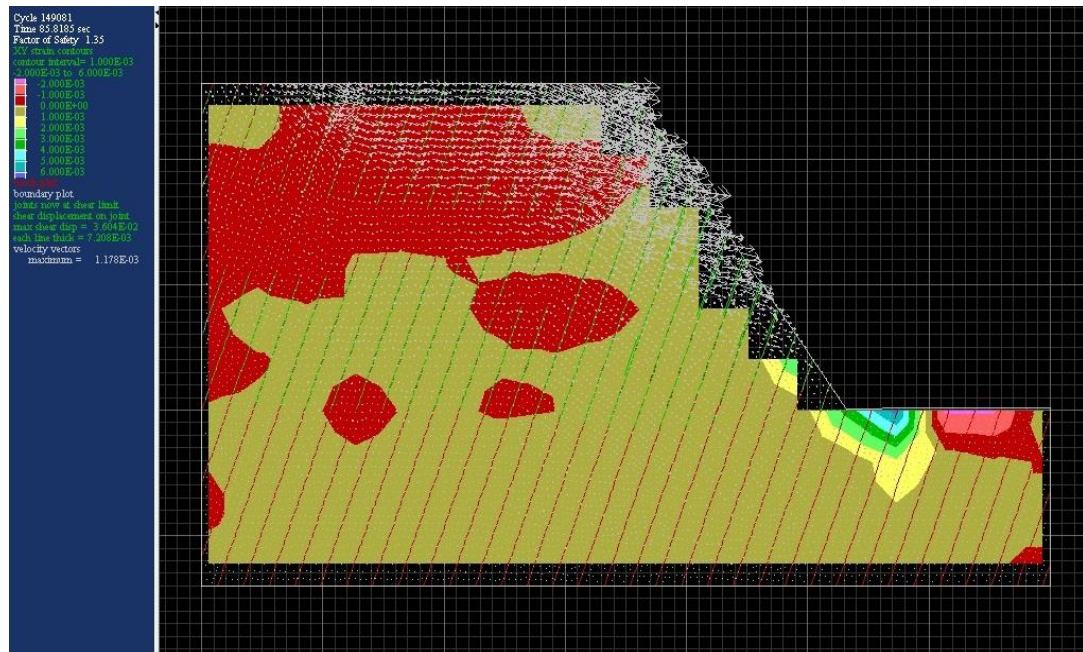 Cycle 149081
Time 85.8185 sec
Factor of Safety 1.35
XY strain contours
contour interval= 1.000E-03
-2.000E-03 to 6.000E-03
-2.000E-03
-1.000E-03
0.000E+00
1.000E-03
2.000E-03
3.000E-03
4.000E-03
5.000E-03
6.000E-03
boundary plot
joints now at shear limit
shear displacement on joint
max shear disp = 3.604E-02
each line thick = 7.208E-03
velocity vectors
maximum = 1.178E-03